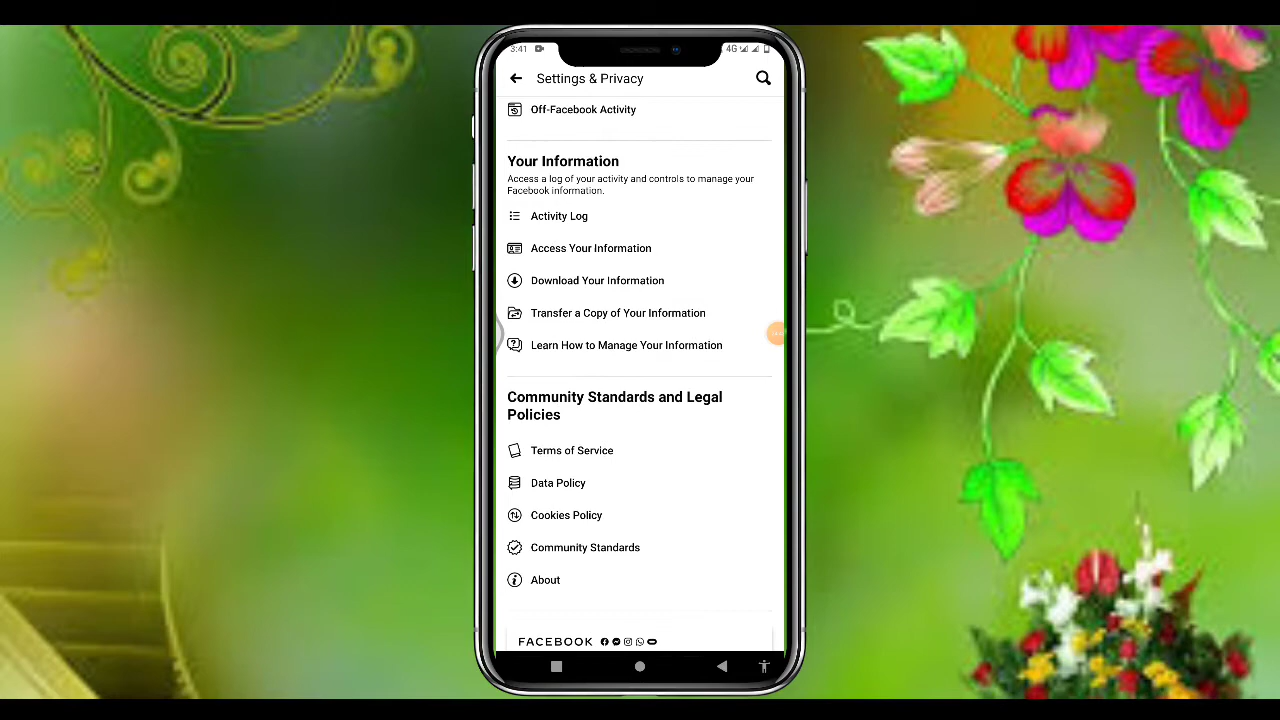 3:41
4G
Settings & Privacy
Off-Facebook Activity
Your Information
Access a log of your activity and controls to manage your
Facebook information.
Activity Log
Access Your Information
Download Your Information
Transfer a Copy of Your Information
Learn How to Manage Your Information
Community Standards and Legal
Policies
Terms of Service
Data Policy
Cookies Policy
Community Standards
About
FACEBOOK